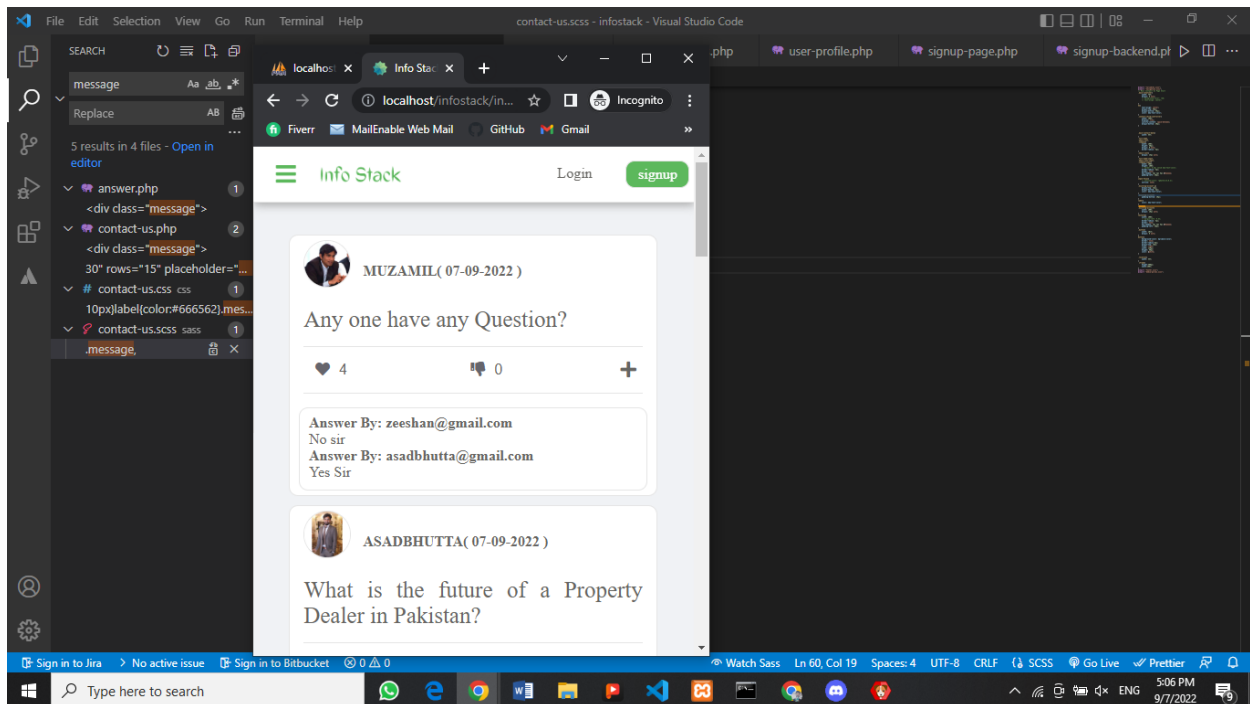 File Edit Selection View Go Run Terminal Help
contact-us.scss - infostack - Visual Studio Code
SEARCH
message
Aa ab .*
Replace
AB
...
5 results in 4 files - Open in
editor
answer.php 1
<div class="message">
contact-us.php 2
<div class="message">
30" rows="15" placeholder="...
# contact-us.css css 1
10px}label{color:#666562}.mes...
contact-us.scss sass 1
.message,
.php
user-profile.php
signup-page.php
signup-backend.ph
localhos
Info Stac
localhost/infostack/in...
Incognito
Fiverr MailEnable Web Mail GitHub Gmail »
Info Stack
Login
signup
MUZAMIL( 07-09-2022 )
Any one have any Question?
4 0
Answer By: zeeshan@gmail.com
No sir
Answer By: asadbhutta@gmail.com
Yes Sir
ASADBHUTTA( 07-09-2022 )
What is the future of a Property
Dealer in Pakistan?
Sign in to Jira No active issue Sign in to Bitbucket 0 0
Watch Sass Ln 60, Col 19 Spaces: 4 UTF-8 CRLF SCSS Go Live Prettier
Type here to search
ENG
5:06 PM
9/7/2022
9